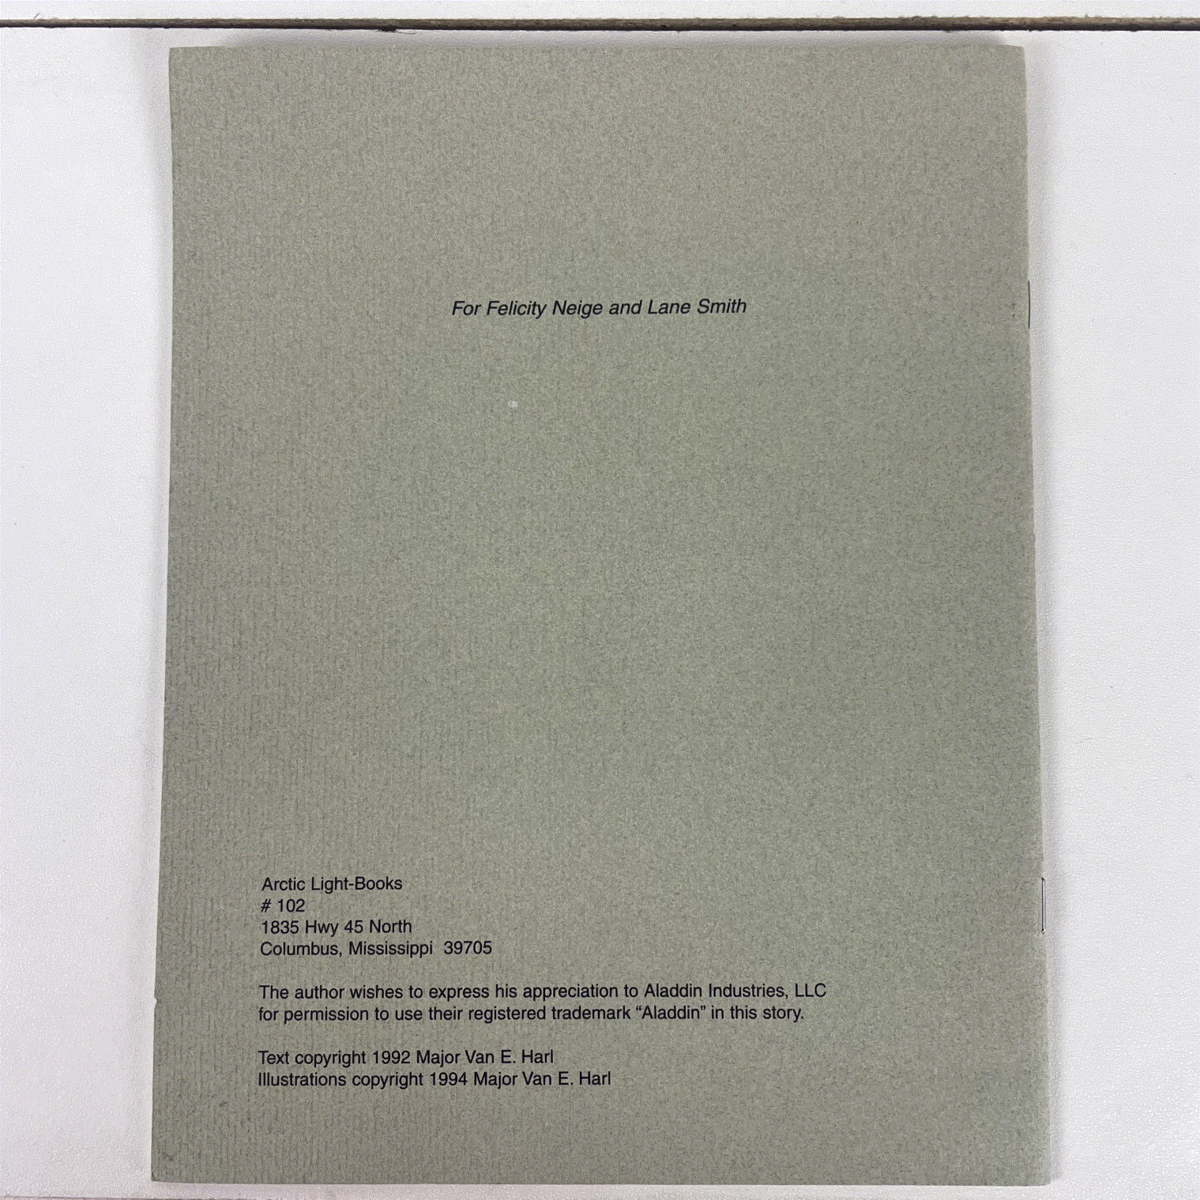 For Felicity Neige and Lane Smith
Arctic Light-Books
# 102
1835 Hwy 45 North
Columbus, Mississippi  39705
The author wishes to express his appreciation to Aladdin Industries, LLC
for permission to use their registered trademark “Aladdin” in this story.
Text copyright 1992 Major Van E. Harl
Illustrations copyright 1994 Major Van E. Harl